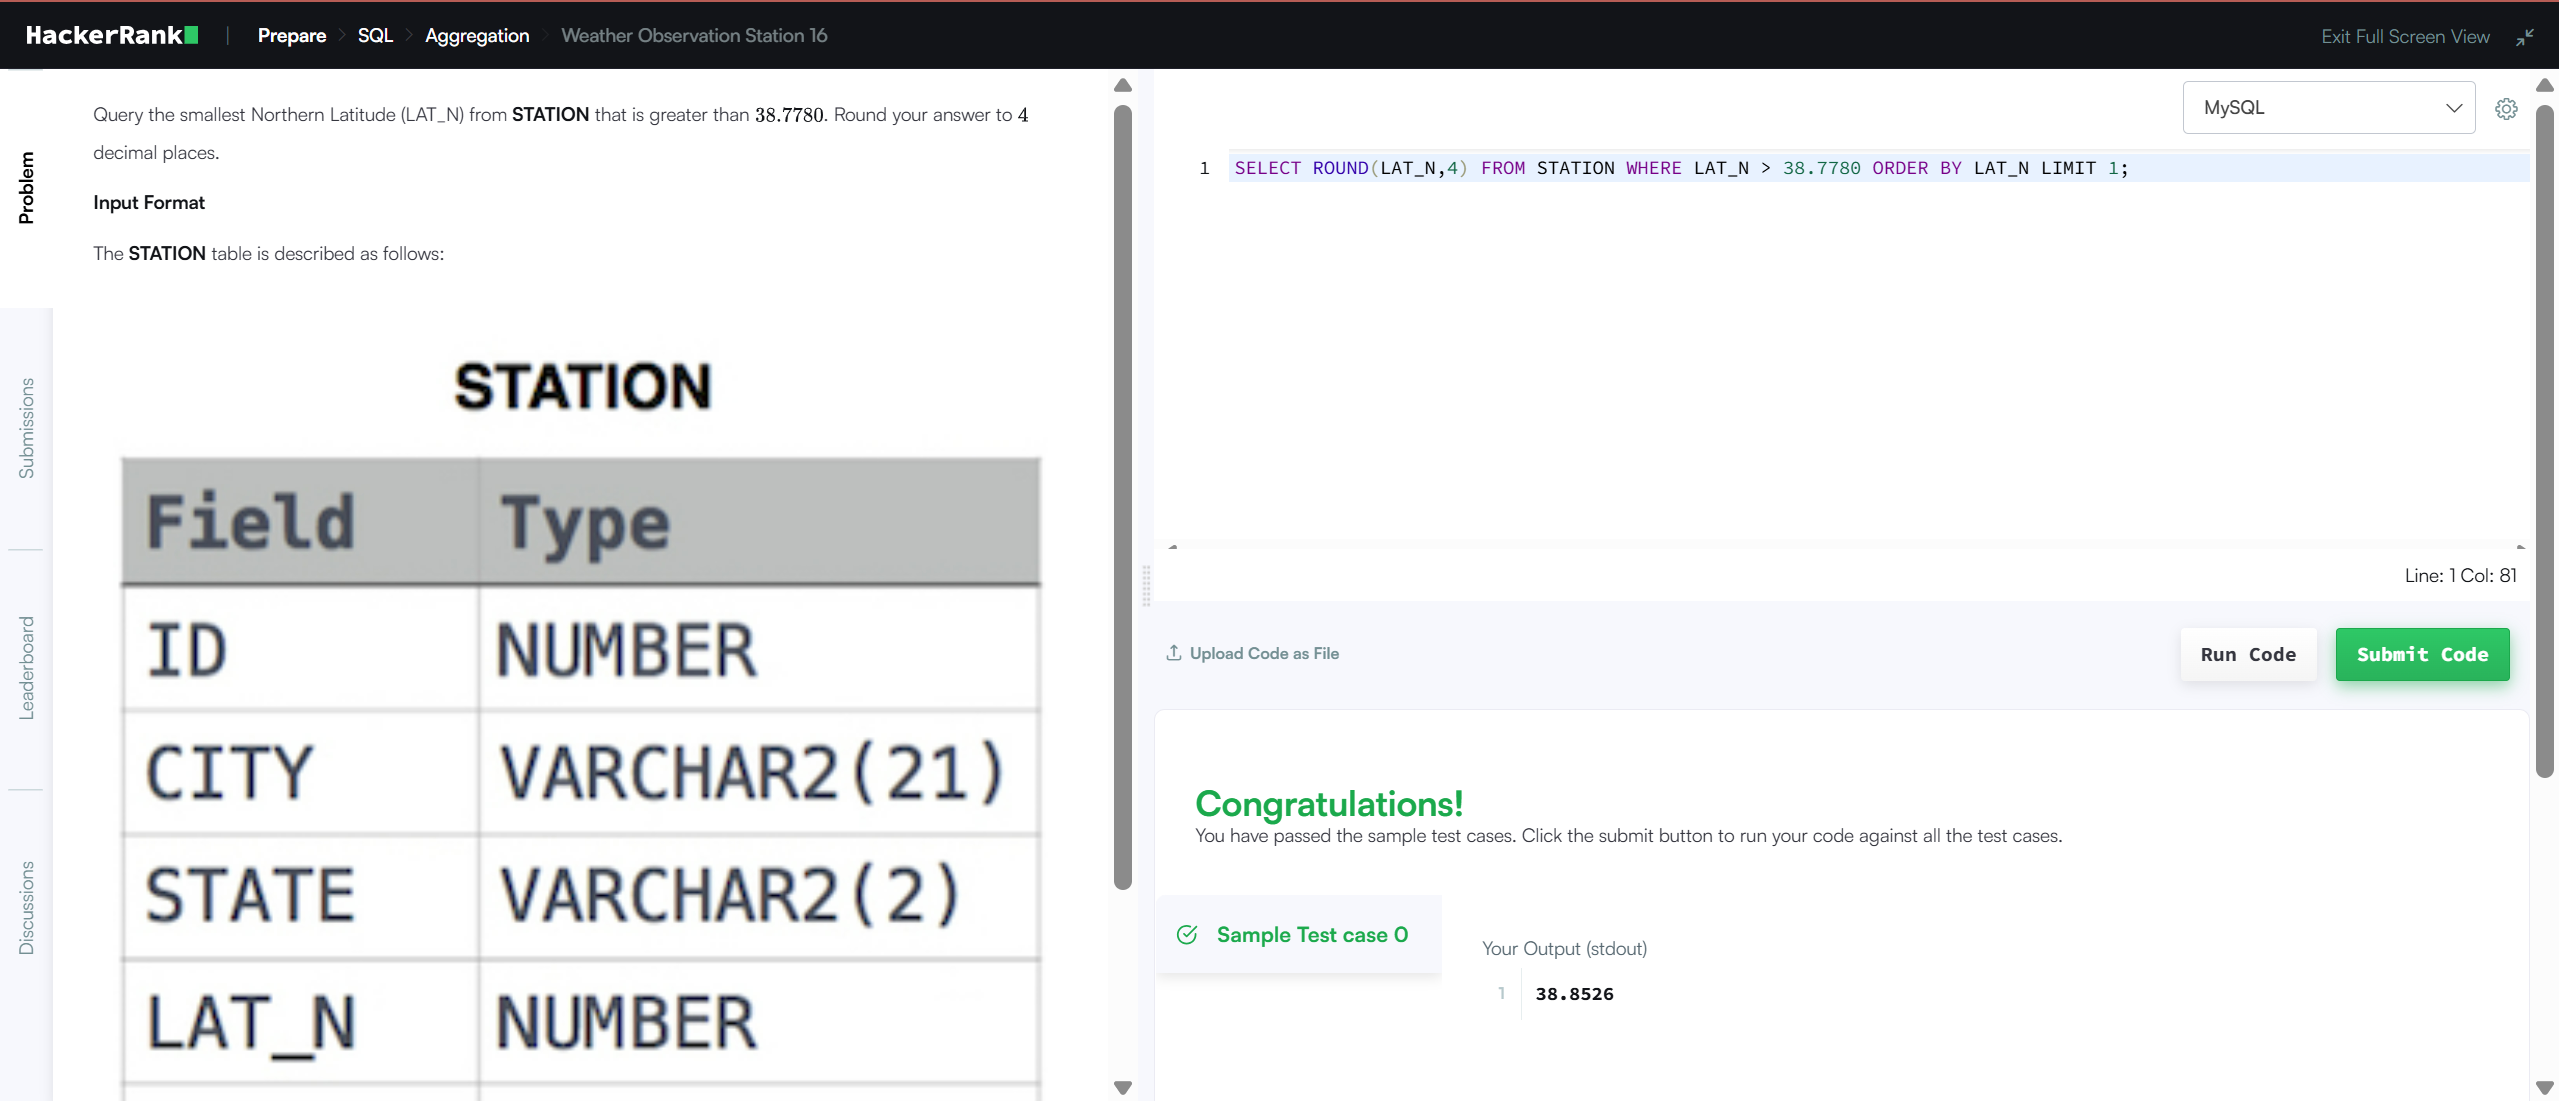 HackerRank | Prepare > SQL > Aggregation > Weather Observation Station 16
Exit Full Screen View
Problem
Submissions
Leaderboard
Discussions
Query the smallest Northern Latitude (LAT_N) from STATION that is greater than 38.7780. Round your answer to 4
decimal places.
Input Format
The STATION table is described as follows:
STATION
Field Type
ID NUMBER
CITY VARCHAR2(21)
STATE VARCHAR2(2)
LAT_N NUMBER
MySQL
1 SELECT ROUND(LAT_N,4) FROM STATION WHERE LAT_N > 38.7780 ORDER BY LAT_N LIMIT 1;
Line: 1 Col: 81
Upload Code as File
Run Code
Submit Code
Congratulations!
You have passed the sample test cases. Click the submit button to run your code against all the test cases.
Sample Test case 0
Your Output (stdout)
1 38.8526